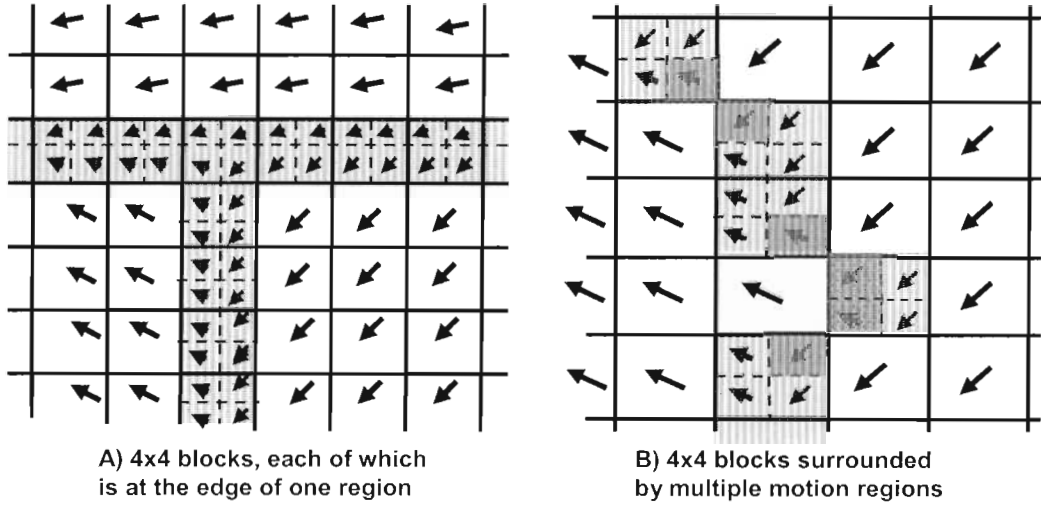 A) 4x4 blocks, each of which
is at the edge of one region
B) 4x4 blocks surrounded
by multiple motion regions